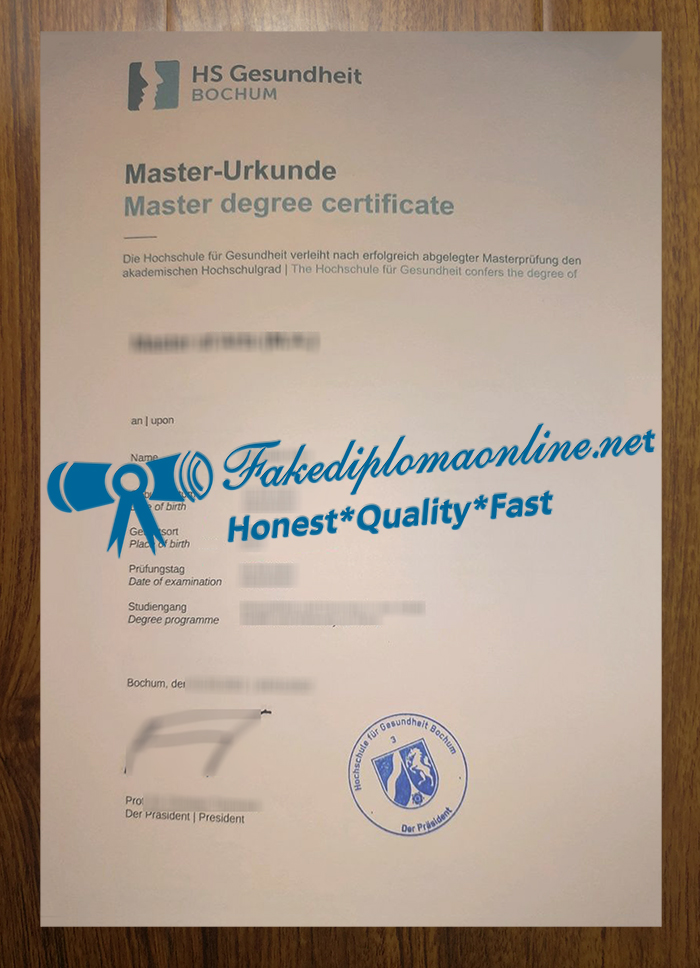 HS Gesundheit
BOCHUM
Master-Urkunde
Master degree certificate
Die Hochschule für Gesundheit verleiht nach erfolgreich abgelegter Masterprüfung den
akademischen Hochschulgrad | The Hochschule für Gesundheit confers the degree of
an | upon
Name
Fakediplomaonline.net
of birth
Honest*Quality*Fast
Place of birth
Prüfungstag
Date of examination
Studiengang
Degree programme
Bochum, der
Hochschule für Gesundheit Bochum
3
Der Präsident
Der Präsident | President